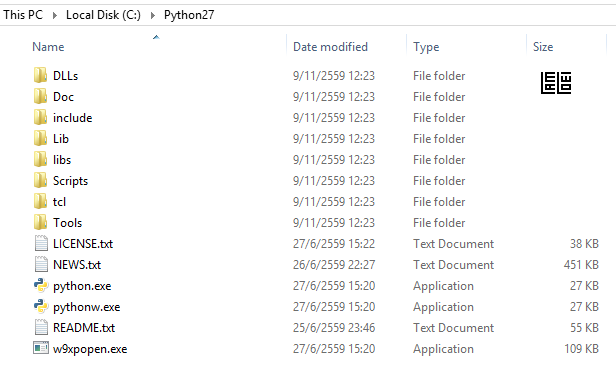 This PC > Local Disk (C:) > Python27
Name Date modified Type Size
DLLs 9/11/2559 12:23 File folder
Doc 9/11/2559 12:23 File folder
include 9/11/2559 12:23 File folder
Lib 9/11/2559 12:23 File folder
libs 9/11/2559 12:23 File folder
Scripts 9/11/2559 12:23 File folder
tcl 9/11/2559 12:23 File folder
Tools 9/11/2559 12:23 File folder
LICENSE.txt 27/6/2559 15:22 Text Document 38 KB
NEWS.txt 26/6/2559 22:27 Text Document 451 KB
python.exe 27/6/2559 15:20 Application 27 KB
pythonw.exe 27/6/2559 15:20 Application 27 KB
README.txt 25/6/2559 23:46 Text Document 55 KB
w9xpopen.exe 27/6/2559 15:20 Application 109 KB